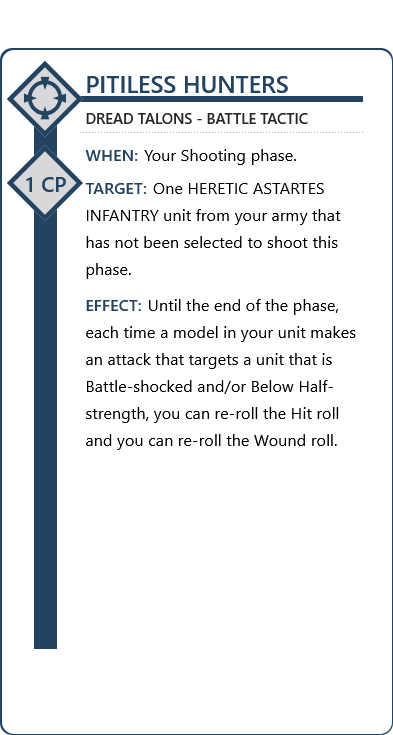 PITILESS HUNTERS
DREAD TALONS - BATTLE TACTIC
1 CP
WHEN: Your Shooting phase.
TARGET: One HERETIC ASTARTES
INFANTRY unit from your army that
has not been selected to shoot this
phase.
EFFECT: Until the end of the phase,
each time a model in your unit makes
an attack that targets a unit that is
Battle-shocked and/or Below Half-
strength, you can re-roll the Hit roll
and you can re-roll the Wound roll.